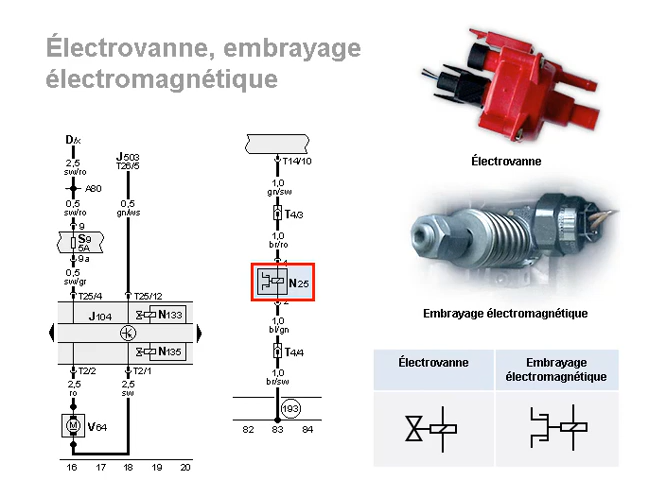 Électrovanne, embrayage
électromagnétique
D/x
2,5
sw/ro
A80
0,5
sw/ro
9
S9
5A
9a
0,5
sw/gr
T25/4
J503
T26/5
0,5
gn/ws
T25/12
J104
N133
N135
T2/2
T2/1
2,5
ro
2,5
sw
M
V64
16 17 18 19 20
T14/10
1,0
gn/sw
T4/3
1,0
br/ro
4
N25
2
1,0
bl/gn
T4/4
1,0
br/sw
193
82 83 84
Électrovanne
Embrayage électromagnétique
Électrovanne
Embrayage
électromagnétique